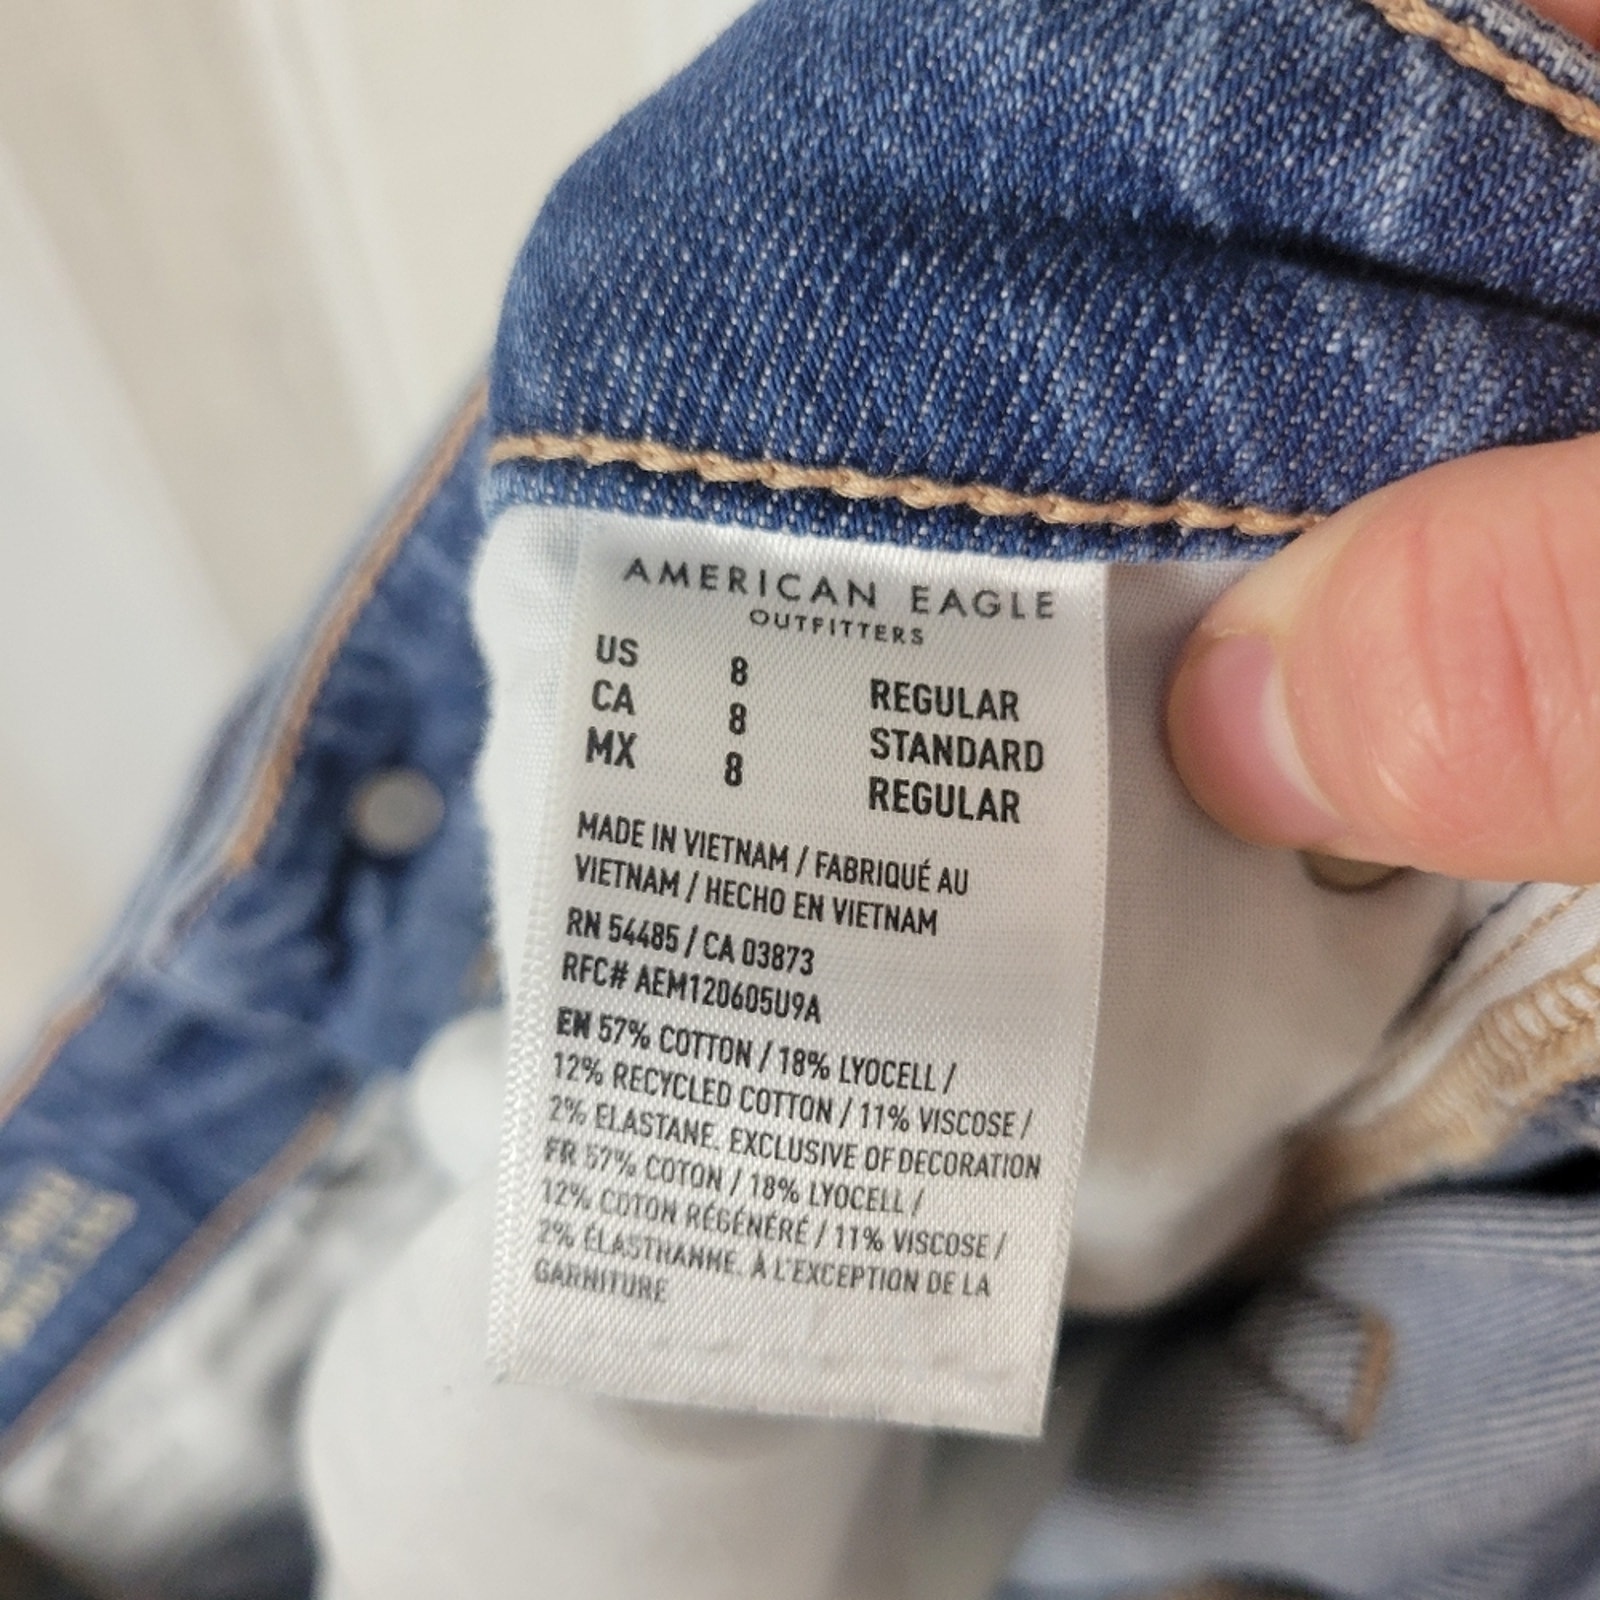 AMERICAN EAGLE
OUTFITTERS
US 8 REGULAR
CA 8 STANDARD
MX 8 REGULAR
MADE IN VIETNAM / FABRIQUÉ AU
VIETNAM / HECHO EN VIETNAM
RN 54485 / CA 03873
RFC# AEM120605U9A
EN 57% COTTON / 18% LYOCELL /
12% RECYCLED COTTON / 11% VISCOSE /
2% ELASTANE. EXCLUSIVE OF DECORATION
FR 57% COTON / 18% LYOCELL /
12% COTON RÉGÉNÉRÉ / 11% VISCOSE /
2% ÉLASTHANNE. À L'EXCEPTION DE LA
GARNITURE